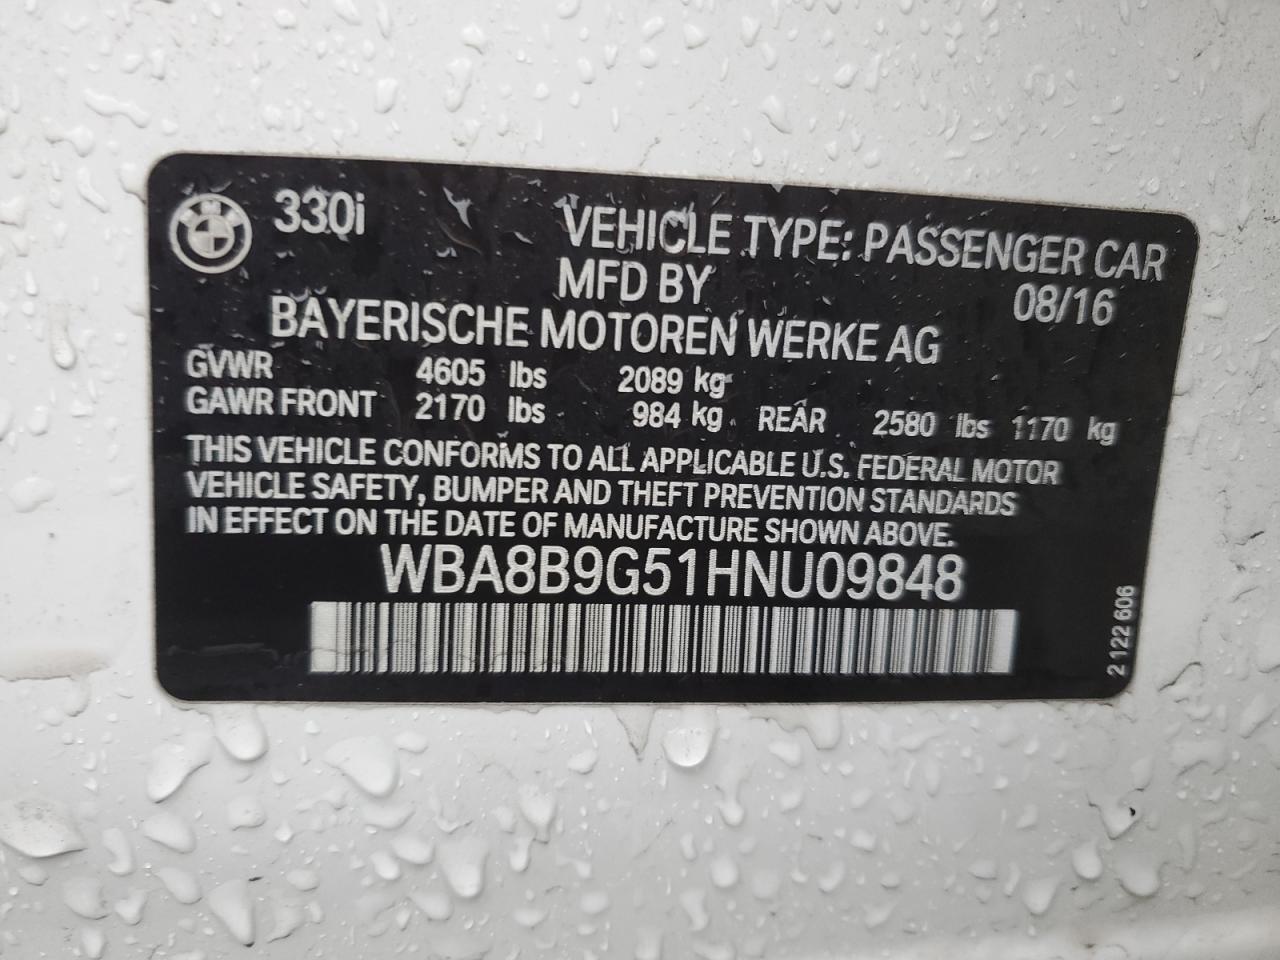 BMW
330i
VEHICLE TYPE: PASSENGER CAR
MFD BY 08/16
BAYERISCHE MOTOREN WERKE AG
GVWR 4605 lbs 2089 kg
GAWR FRONT 2170 lbs 984 kg REAR 2580 lbs 1170 kg
THIS VEHICLE CONFORMS TO ALL APPLICABLE U.S. FEDERAL MOTOR
VEHICLE SAFETY, BUMPER AND THEFT PREVENTION STANDARDS
IN EFFECT ON THE DATE OF MANUFACTURE SHOWN ABOVE.
WBA8B9G51HNU09848
2 122 606